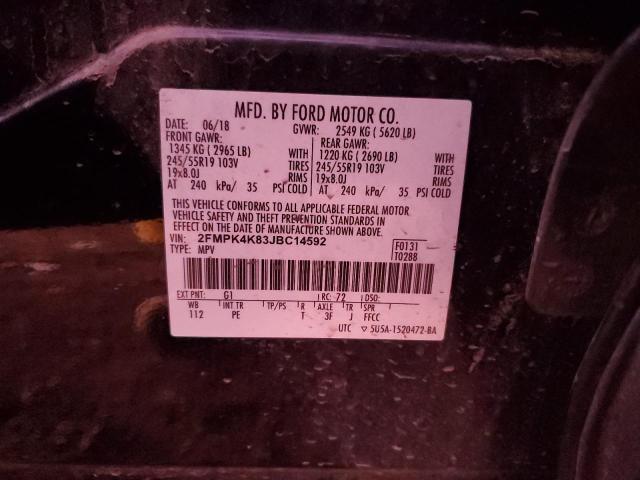 MFD. BY FORD MOTOR CO.
DATE: 06/18 GVWR: 2549 KG ( 5620 LB)
FRONT GAWR: REAR GAWR:
1345 KG ( 2965 LB) WITH 1220 KG ( 2690 LB) WITH
245/55R19 103V TIRES 245/55R19 103V TIRES
19x8.0J RIMS 19x8.0J RIMS
AT 240 kPa/ 35 PSI COLD AT 240 kPa/ 35 PSI COLD
THIS VEHICLE CONFORMS TO ALL APPLICABLE FEDERAL MOTOR
VEHICLE SAFETY AND THEFT PREVENTION STANDARDS IN
EFFECT ON THE DATE OF MANUFACTURE SHOWN ABOVE.
VIN: 2FMPK4K83JBC14592 F0131
TYPE: MPV T0288
EXT PNT: G1 RC: 72 DSO:
WB INT TR TP/PS R AXLE TR SPR
112 PE T 3F J FFCC
UTC ▽ 5U5A-1520472-BA